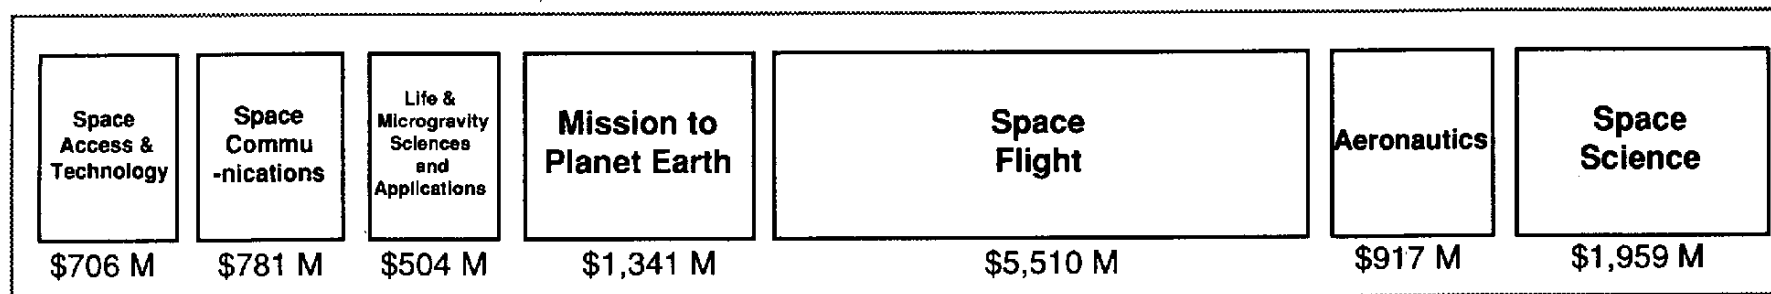 Space
Access &
Technology
$706 M
Space
Commu
-nications
$781 M
Life &
Microgravity
Sciences
and
Applications
$504 M
Mission to
Planet Earth
$1,341 M
Space
Flight
$5,510 M
Aeronautics
$917 M
Space
Science
$1,959 M